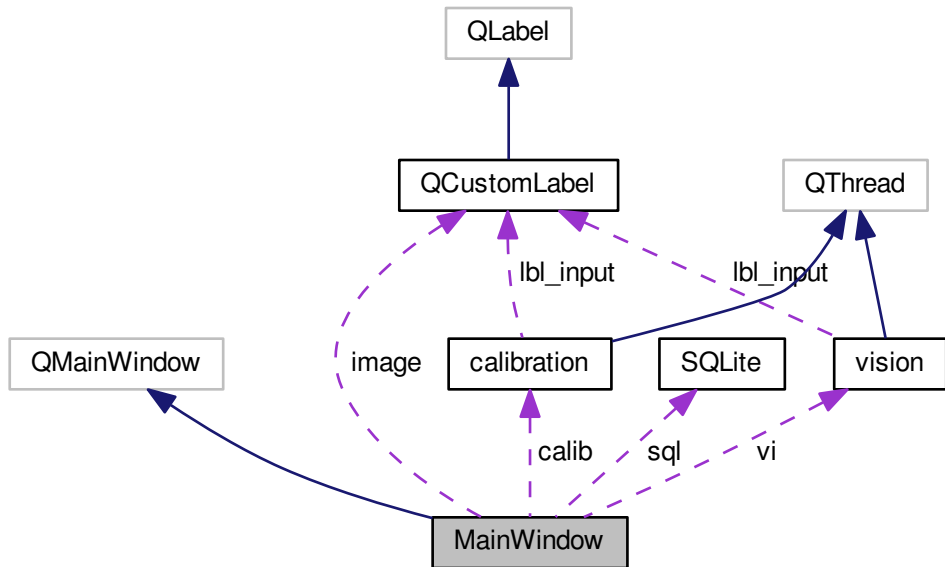 QLabel
QCustomLabel
QThread
lbl_input
lbl_input
QMainWindow
image
calibration
SQLite
vision
calib
sql
vi
MainWindow